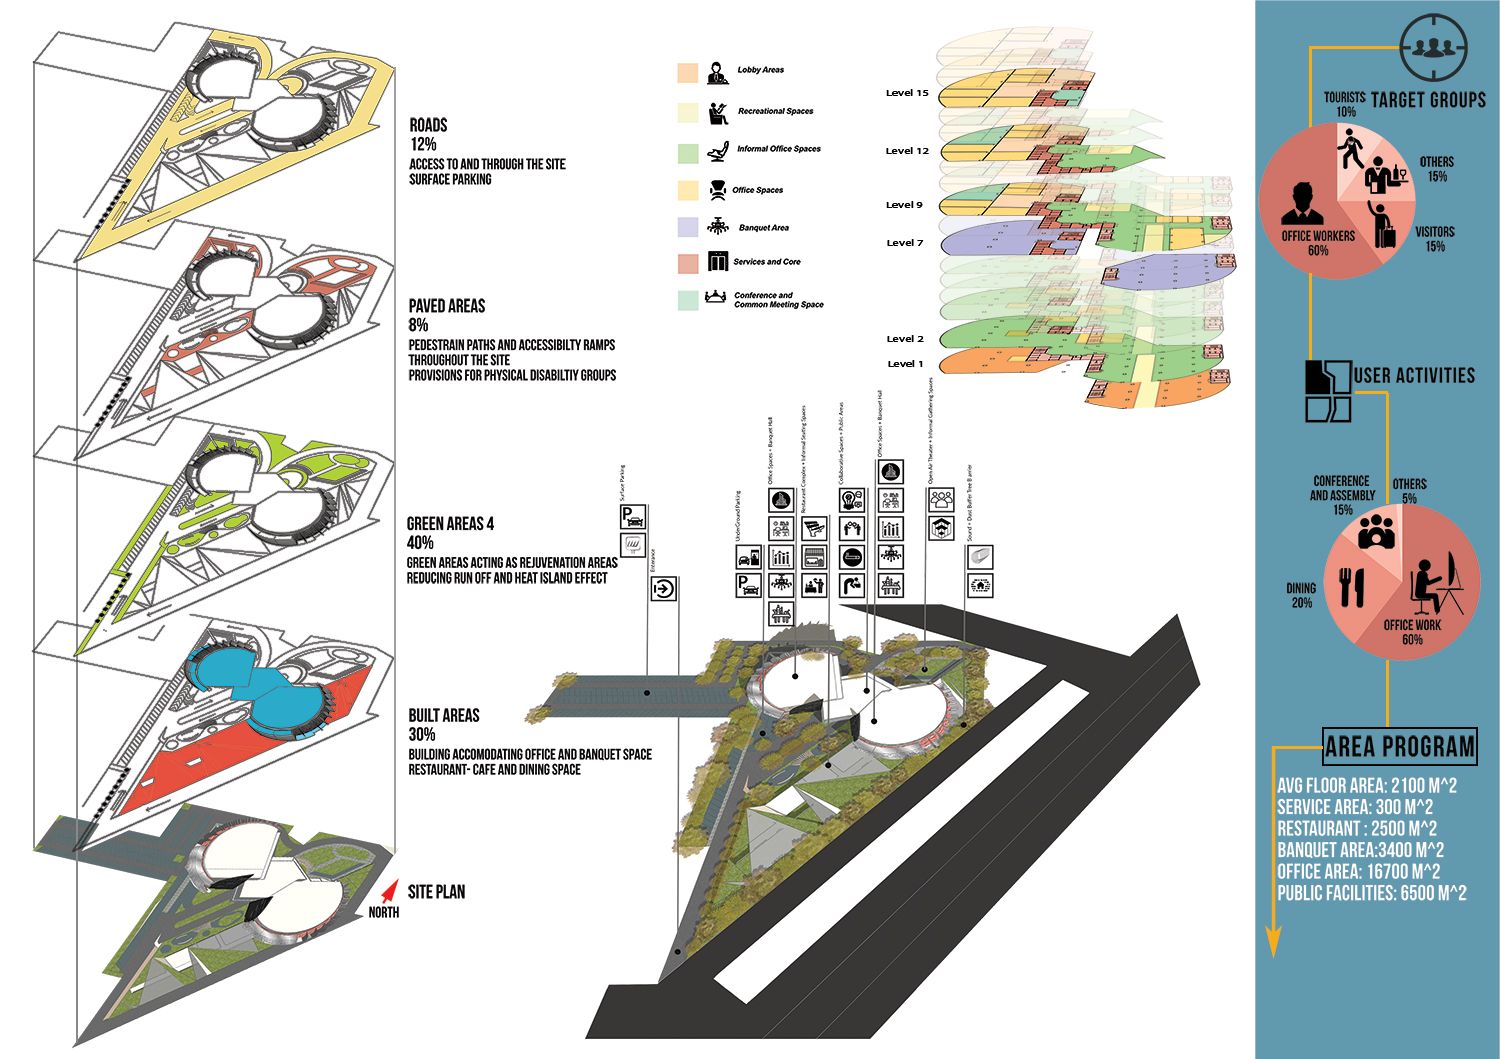 ROADS
12%
ACCESS TO AND THROUGH THE SITE
SURFACE PARKING
PAVED AREAS
8%
PEDESTRAIN PATHS AND ACCESSIBILTY RAMPS
THROUGHOUT THE SITE
PROVISIONS FOR PHYSICAL DISABILTIY GROUPS
GREEN AREAS 4
40%
GREEN AREAS ACTING AS REJUVENATION AREAS
REDUCING RUN OFF AND HEAT ISLAND EFFECT
BUILT AREAS
30%
BUILDING ACCOMODATING OFFICE AND BANQUET SPACE
RESTAURANT- CAFE AND DINING SPACE
SITE PLAN
NORTH
Lobby Areas
Recreational Spaces
Informal Office Spaces
Office Spaces
Banquet Area
Services and Core
Conference and
Common Meeting Space
Level 15
Level 12
Level 9
Level 7
Level 2
Level 1
Surface Parking
Entrance
UnderGround Parking
Office Spaces + Banquet Hall
Restaurant Complex + Informal Seating Spaces
Collaborative Spaces + Public Areas
Office Spaces + Banquet Hall
Open Air Theater + Informal Gathering Spaces
Sound + Dust Buffer Tree Barrier
P
P
TARGET GROUPS
TOURISTS
10%
OTHERS
15%
VISITORS
15%
OFFICE WORKERS
60%
USER ACTIVITIES
CONFERENCE
AND ASSEMBLY
15%
OTHERS
5%
DINING
20%
OFFICE WORK
60%
AREA PROGRAM
AVG FLOOR AREA: 2100 M^2
SERVICE AREA: 300 M^2
RESTAURANT : 2500 M^2
BANQUET AREA:3400 M^2
OFFICE AREA: 16700 M^2
PUBLIC FACILITIES: 6500 M^2